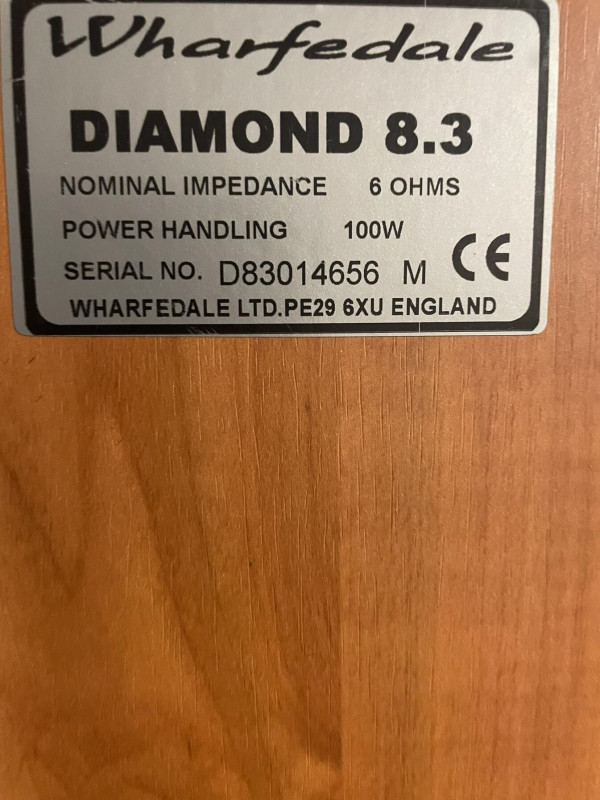 Wharfedale
DIAMOND 8.3
NOMINAL IMPEDANCE 6 OHMS
POWER HANDLING 100W
SERIAL NO. D83014656 M CE
WHARFEDALE LTD.PE29 6XU ENGLAND